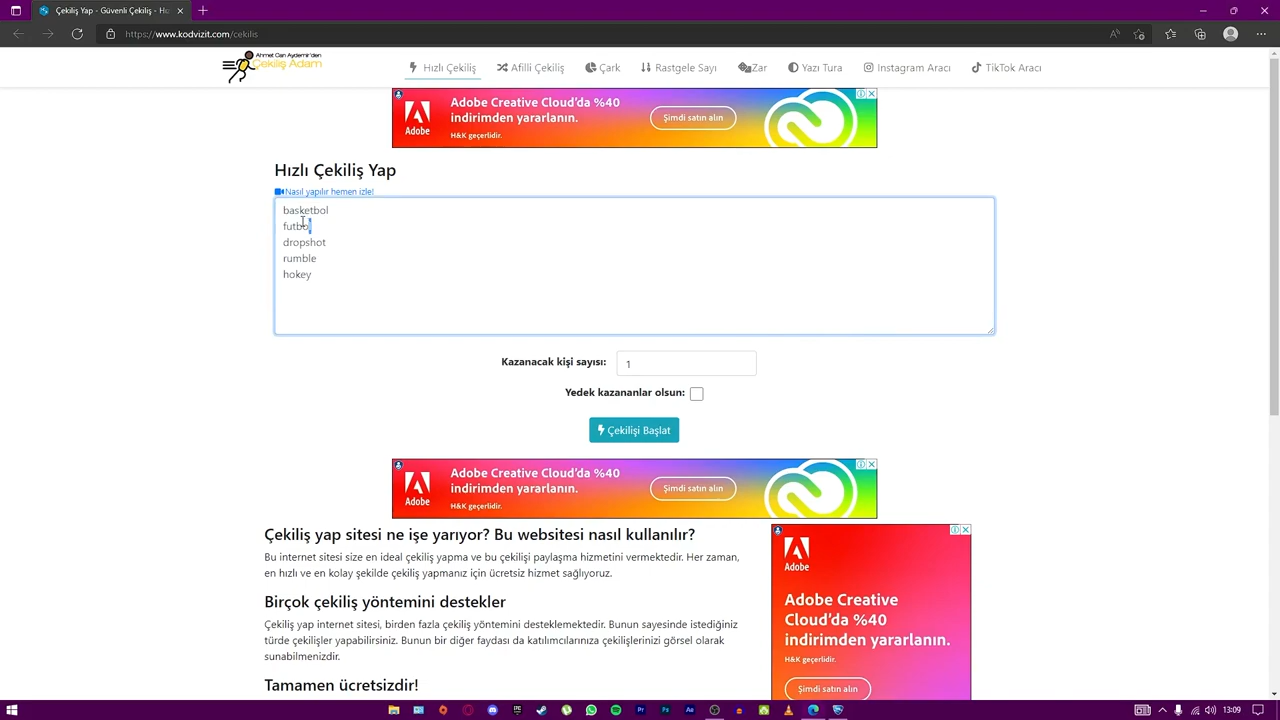 Çekiliş Yap - Güvenli Çekiliş - Hı
https://www.kodvizit.com/cekilis
Ahmet Can Aydemir'den
Çekiliş Adam
Hızlı Çekiliş
Afilli Çekiliş
Çark
Rastgele Sayı
Zar
Yazı Tura
Instagram Aracı
TikTok Aracı
Adobe
Adobe Creative Cloud'da %40
indirimden yararlanın.
H&K geçerlidir.
Şimdi satın alın
Hızlı Çekiliş Yap
Nasıl yapılır hemen izle!
basketbol
futbol
dropshot
rumble
hokey
Kazanacak kişi sayısı:
1
Yedek kazananlar olsun:
Çekilişi Başlat
Adobe
Adobe Creative Cloud'da %40
indirimden yararlanın.
H&K geçerlidir.
Şimdi satın alın
Çekiliş yap sitesi ne işe yarıyor? Bu websitesi nasıl kullanılır?
Bu internet sitesi size en ideal çekiliş yapma ve bu çekilişi paylaşma hizmetini vermektedir. Her zaman,
en hızlı ve en kolay şekilde çekiliş yapmanız için ücretsiz hizmet sağlıyoruz.
Birçok çekiliş yöntemini destekler
Çekiliş yap internet sitesi, birden fazla çekiliş yöntemini desteklemektedir. Bunun sayesinde istediğiniz
türde çekilişler yapabilirsiniz. Bunun bir diğer faydası da katılımcılarınıza çekilişlerinizi görsel olarak
sunabilmenizdir.
Tamamen ücretsizdir!
Adobe
Adobe Creative
Cloud'da %40
indirimden yararlanın.
H&K geçerlidir.
Şimdi satın alın
13:09